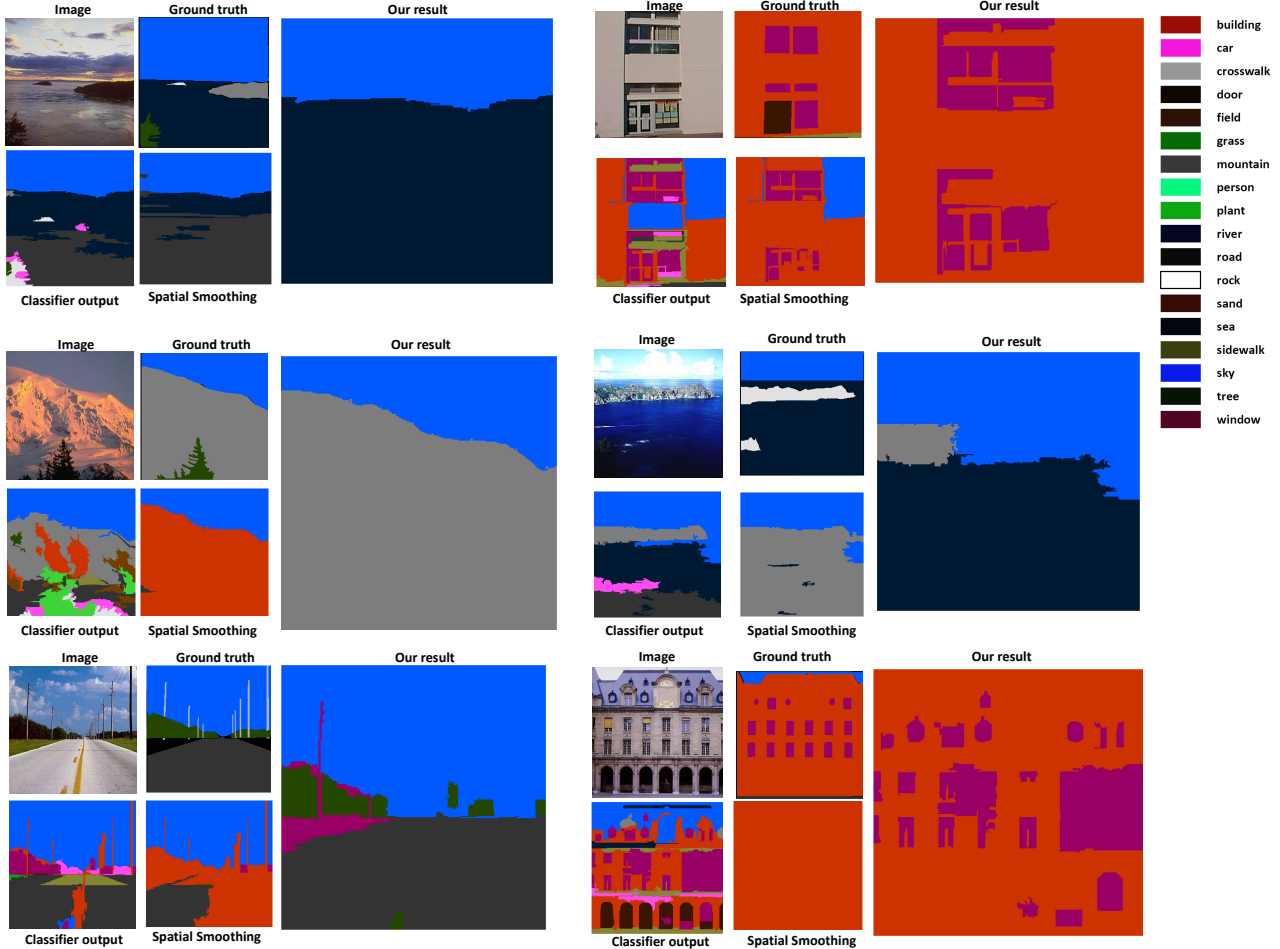 Image
Ground truth
Our result
Classifier output
Spatial Smoothing
Image
Ground truth
Our result
Classifier output
Spatial Smoothing
Image
Ground truth
Our result
Classifier output
Spatial Smoothing
Image
Ground truth
Our result
Classifier output
Spatial Smoothing
Image
Ground truth
Our result
Classifier output
Spatial Smoothing
Image
Ground truth
Our result
Classifier output
Spatial Smoothing
building
car
crosswalk
door
field
grass
mountain
person
plant
river
road
rock
sand
sea
sidewalk
sky
tree
window